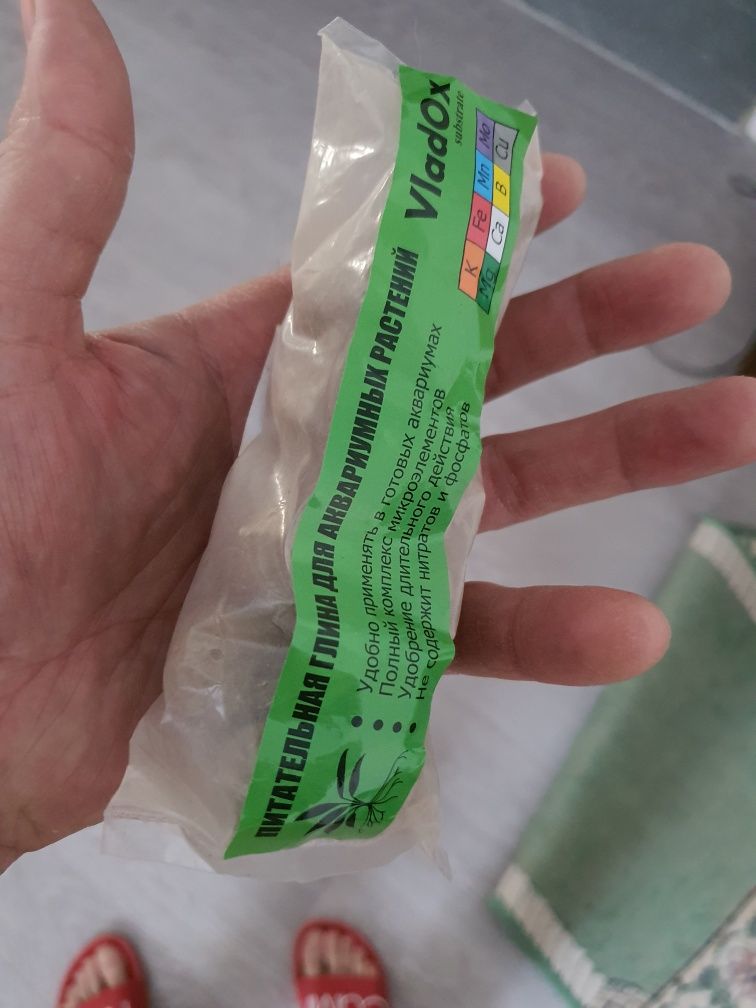 ПИТАТЕЛЬНАЯ ГЛИНА ДЛЯ АКВАРИУМНЫХ РАСТЕНИЙ
VladOx
substrate
K Fe Mn Mo
Mg Ca B Cu
• Удобно применять в готовых аквариумах
• Полный комплекс микроэлементов
• Удобрение длительного действия
• Не содержит нитратов и фосфатов